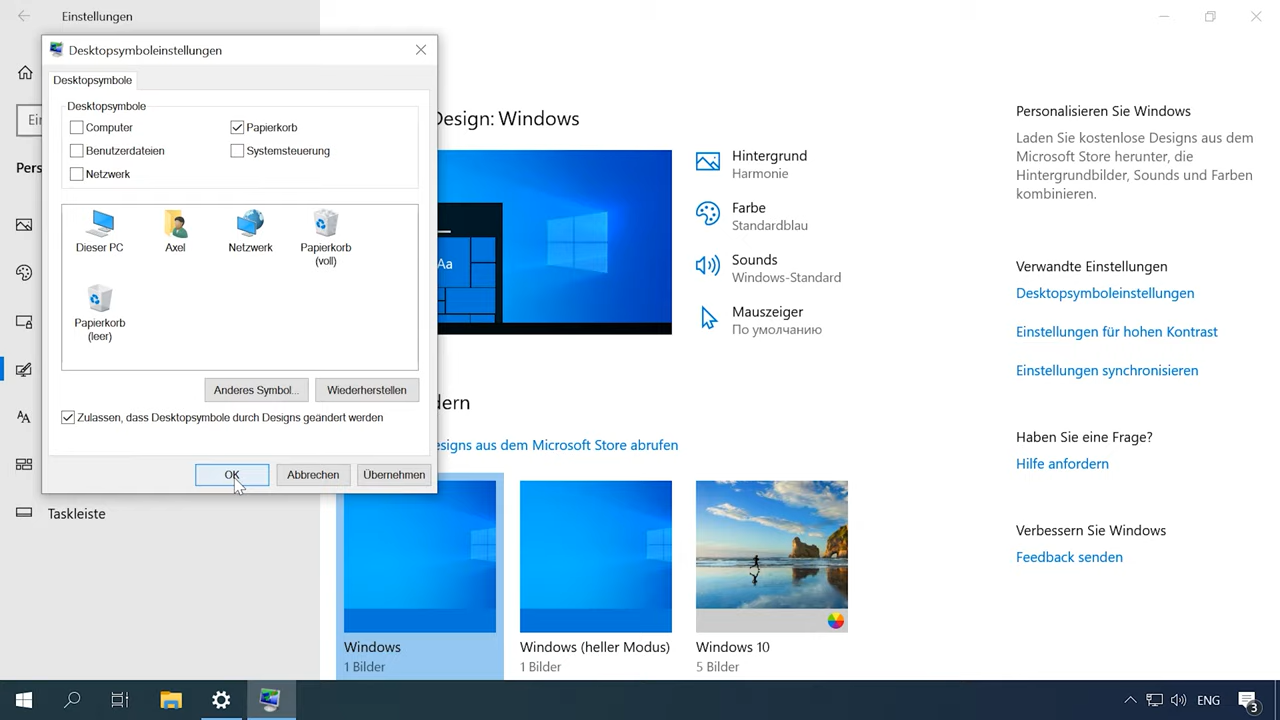 Einstellungen
Desktopsymboleinstellungen
Desktopsymbole
Desktopsymbole
Computer
Papierkorb
Benutzerdateien
Systemsteuerung
Netzwerk
Dieser PC
Axel
Netzwerk
Papierkorb
(voll)
Papierkorb
(leer)
Anderes Symbol...
Wiederherstellen
Zulassen, dass Desktopsymbole durch Designs geändert werden
OK
Abbrechen
Übernehmen
Ei
Pers
Taskleiste
Design: Windows
Aa
Hintergrund
Harmonie
Farbe
Standardblau
Sounds
Windows-Standard
Mauszeiger
По умолчанию
dern
esigns aus dem Microsoft Store abrufen
Windows
1 Bilder
Windows (heller Modus)
1 Bilder
Windows 10
5 Bilder
Personalisieren Sie Windows
Laden Sie kostenlose Designs aus dem
Microsoft Store herunter, die
Hintergrundbilder, Sounds und Farben
kombinieren.
Verwandte Einstellungen
Desktopsymboleinstellungen
Einstellungen für hohen Kontrast
Einstellungen synchronisieren
Haben Sie eine Frage?
Hilfe anfordern
Verbessern Sie Windows
Feedback senden
ENG
3